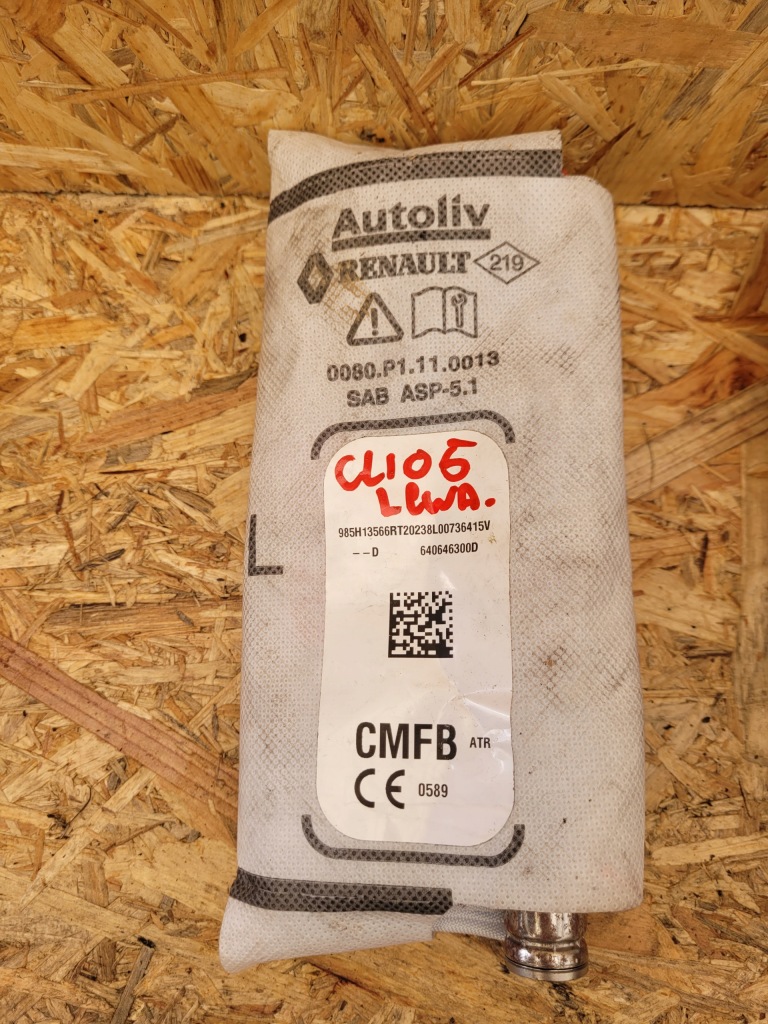 Autoliv
RENAULT 219
0080.P1.11.0013
SAB ASP-5.1
CLIO5
LEWA.
985H13566RT20238L00736415V
--D 640646300D
L
CMFB ATR
CE 0589